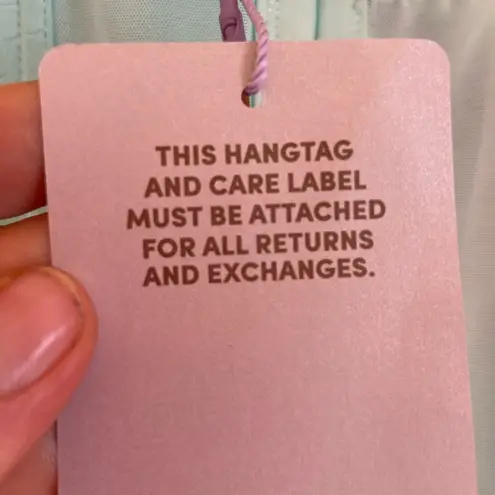 THIS HANGTAG
AND CARE LABEL
MUST BE ATTACHED
FOR ALL RETURNS
AND EXCHANGES.